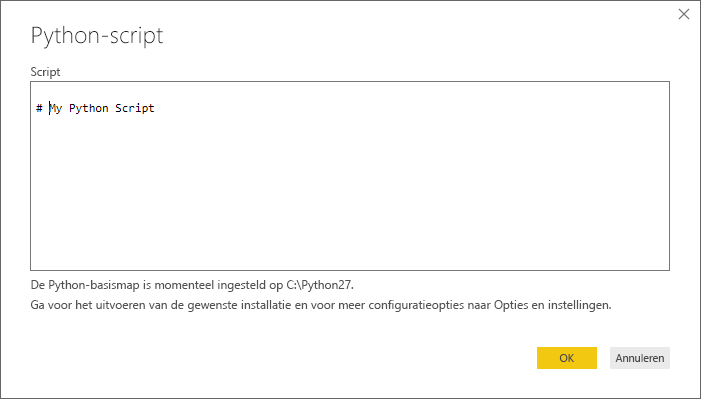 Python-script
Script
# My Python Script
De Python-basismap is momenteel ingesteld op C:\Python27.
Ga voor het uitvoeren van de gewenste installatie en voor meer configuratieopties naar Opties en instellingen.
OK
Annuleren